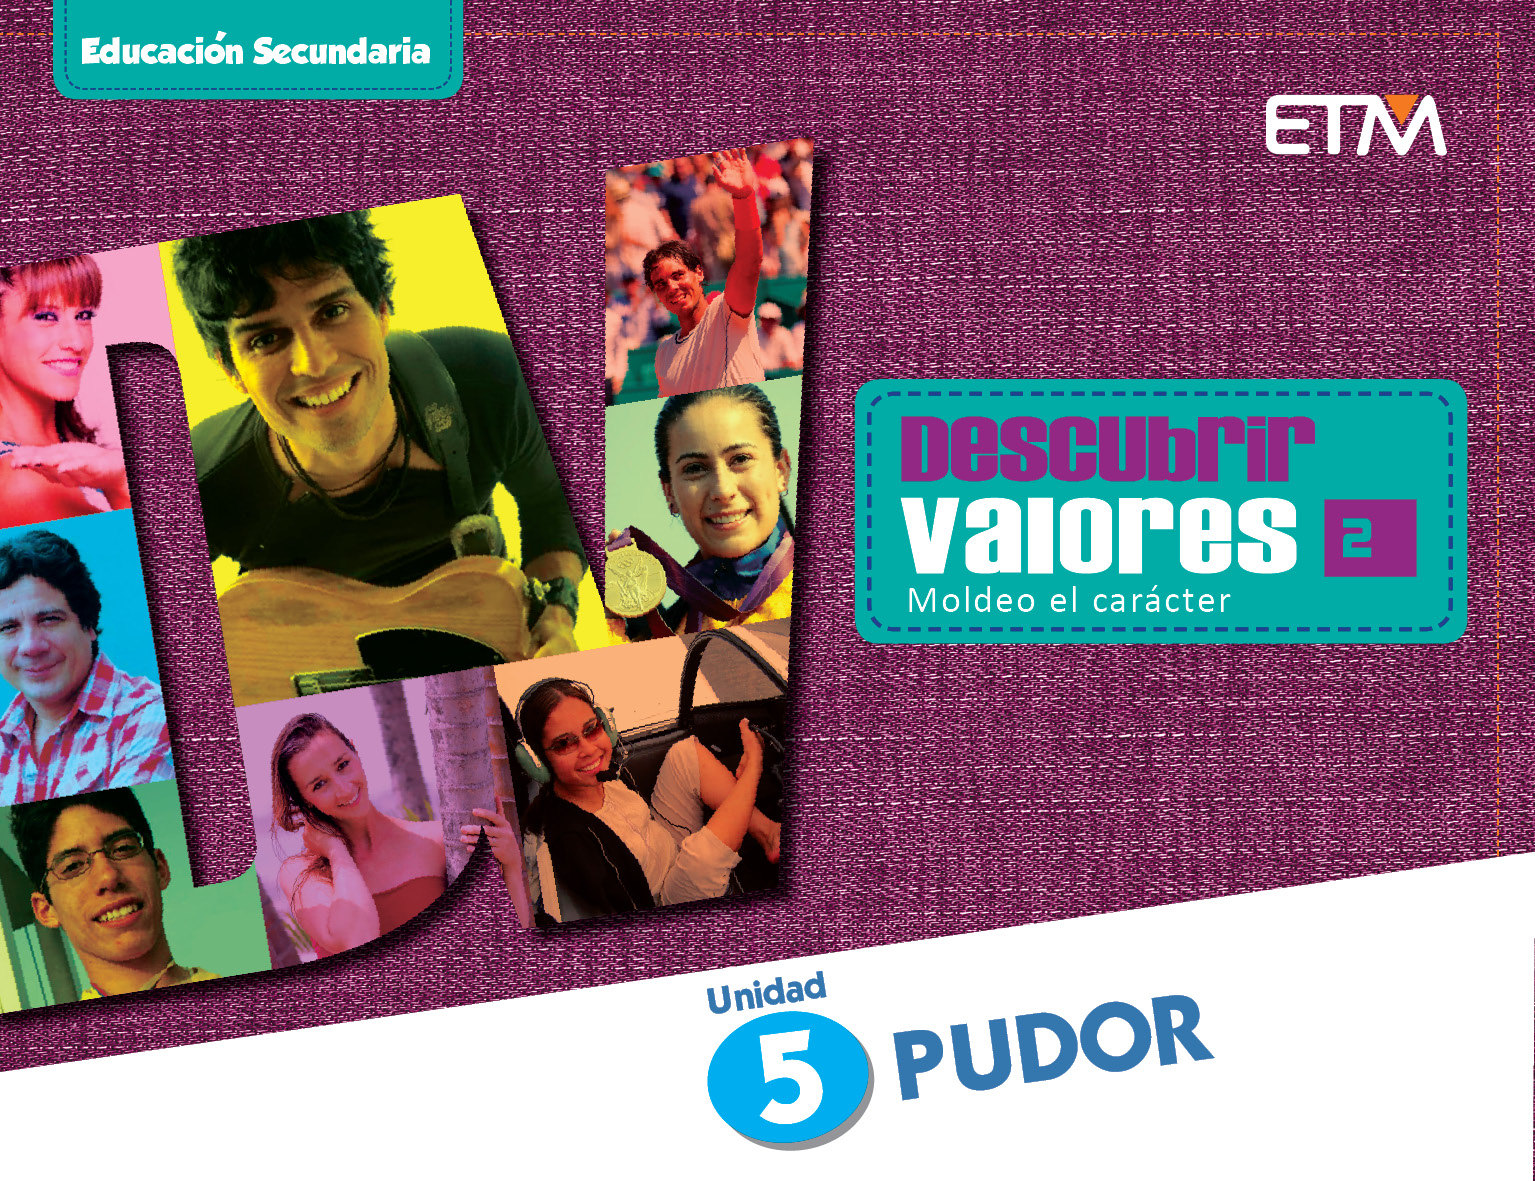 Educación Secundaria
ETM
Descubrir
valores 2
Moldeo el carácter
Unidad
5 PUDOR